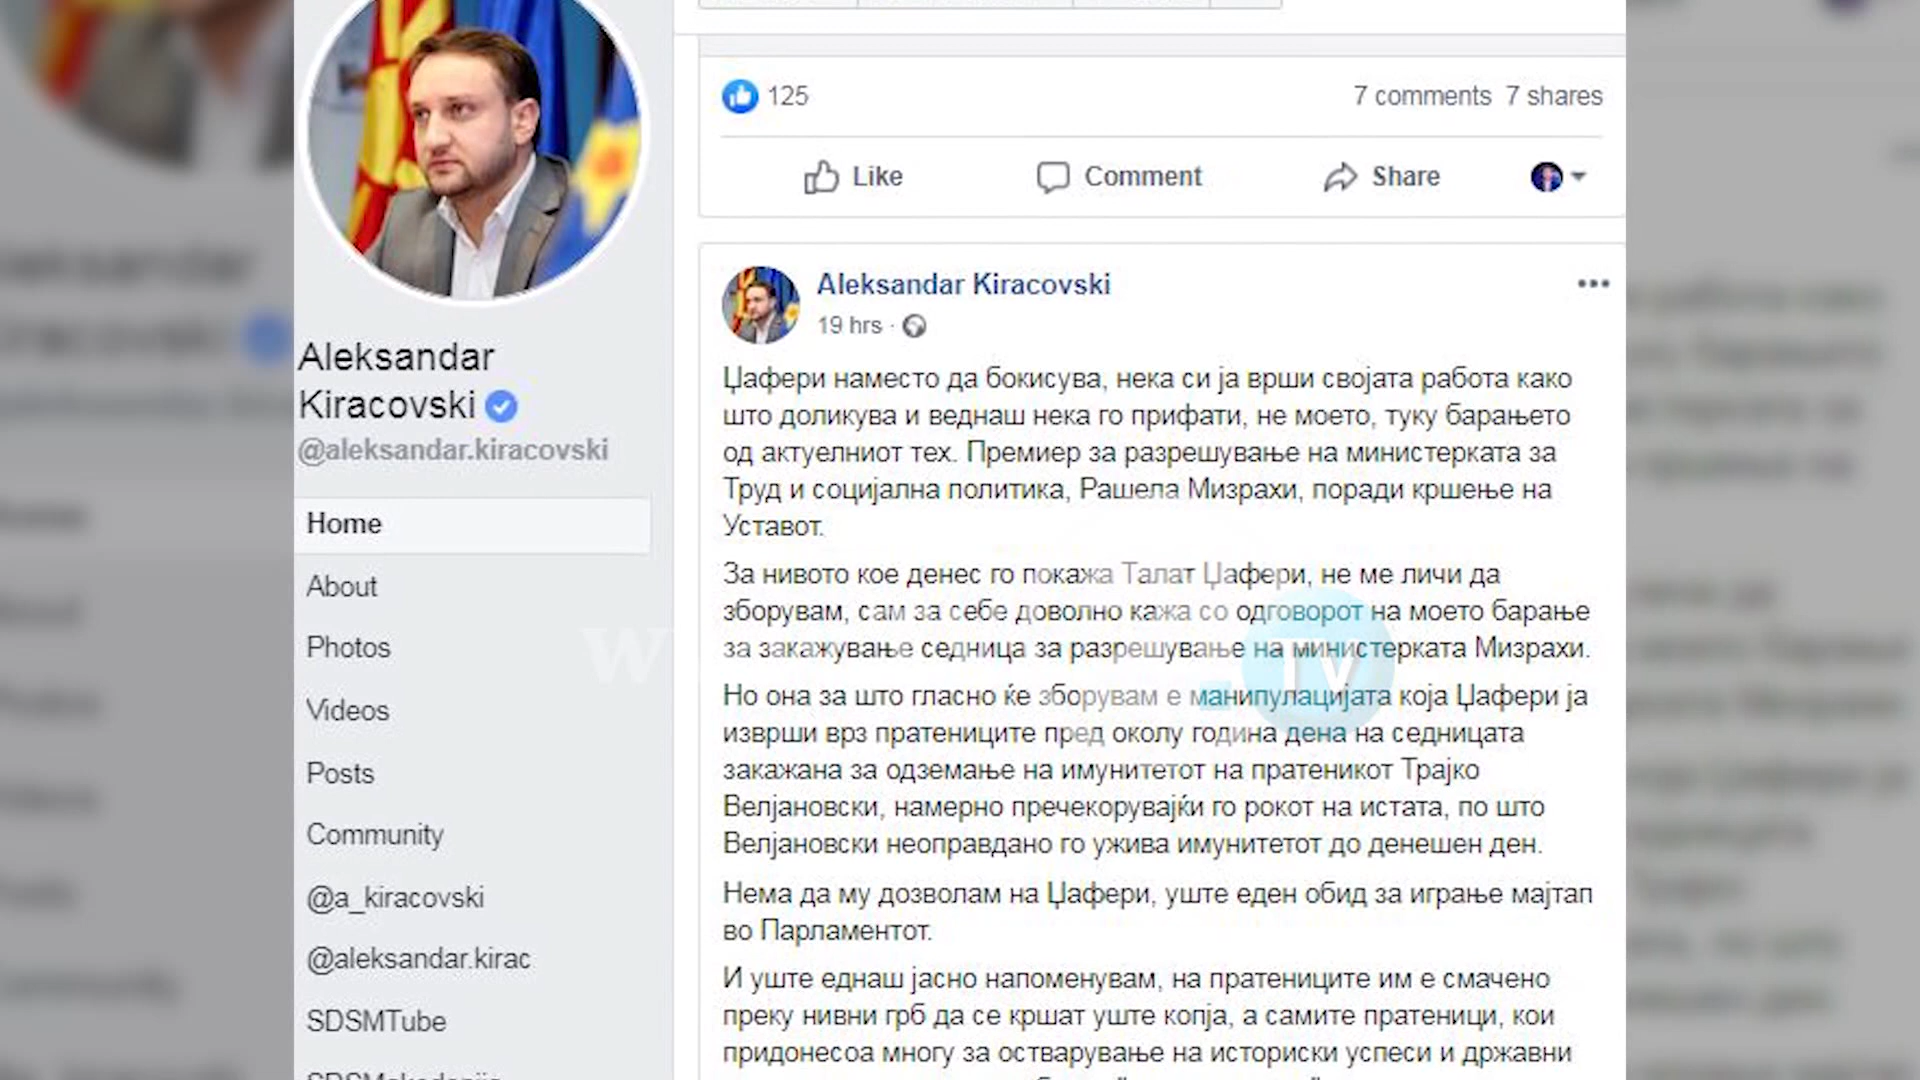 125
7 comments 7 shares
Like
Comment
Share
Aleksandar
Kiracovski
@aleksandar.kiracovski
Home
About
Photos
Videos
Posts
Community
@a_kiracovski
@aleksandar.kirac
SDSMTube
Aleksandar Kiracovski
19 hrs ·
Џафери наместо да бокисува, нека си ја врши својата работа како
што доликува и веднаш нека го прифати, не моето, туку барањето
од актуелниот тех. Премиер за разрешување на министерката за
Труд и социјална политика, Рашела Мизрахи, поради кршење на
Уставот.
За нивото кое денес го покажа Талат Џафери, не ме личи да
зборувам, сам за себе доволно кажа со одговорот на моето барање
за закажување седница за разрешување на министерката Мизрахи.
Но она за што гласно ќе зборувам е манипулацијата која Џафери ја
изврши врз пратениците пред околу година дена на седницата
закажана за одземање на имунитетот на пратеникот Трајко
Велјановски, намерно пречекорувајќи го рокот на истата, по што
Велјановски неоправдано го ужива имунитетот до денешен ден.
Нема да му дозволам на Џафери, уште еден обид за играње мајтап
во Парламентот.
И уште еднаш јасно напоменувам, на пратениците им е смачено
преку нивни грб да се кршат уште копја, а самите пратеници, кои
придонесоа многу за остварување на историски успеси и државни
TV